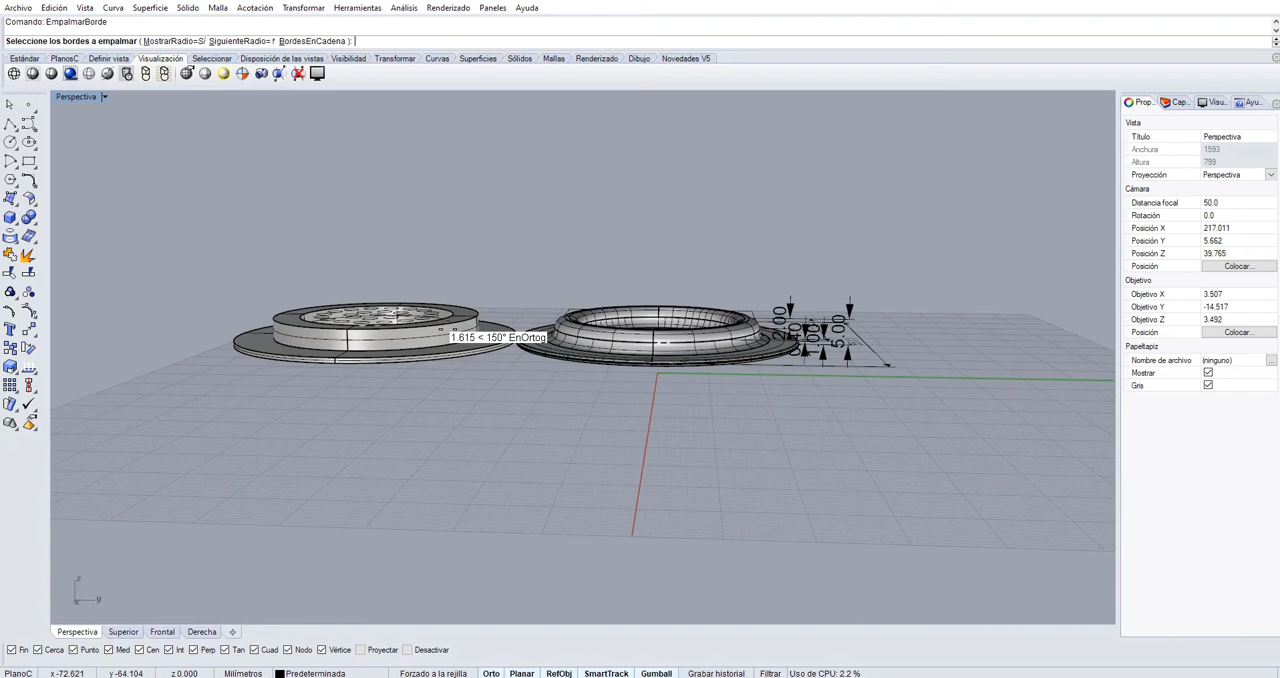 Archivo Edición Vista Curva Superficie Sólido Malla Acotación Transformar Herramientas Análisis Renderizado Paneles Ayuda
Comando: EmpalmarBorde
Seleccione los bordes a empalmar ( MostrarRadio=S/ SiguienteRadio=1 BordesEnCadena ):
Estándar PlanosC Definir vista Visualización Seleccionar Disposición de las vistas Visibilidad Transformar Curvas Superficies Sólidos Mallas Renderizado Dibujo Novedades V5
Perspectiva
Prop.. Cap.. Visu.. Ayu..
Vista
Título Perspectiva
Anchura 1593
Altura 799
Proyección Perspectiva
Cámara
Distancia focal 50.0
Rotación 0.0
Posición X 217.011
Posición Y 5.662
Posición Z 39.765
Posición Colocar...
Objetivo
Objetivo X 3.507
Objetivo Y -14.517
Objetivo Z 3.492
Posición Colocar...
Papeltapiz
Nombre de archivo (ninguno) ...
Mostrar
Gris
1.615 < 150° EnOrtog
5.00
z
x y
Perspectiva Superior Frontal Derecha
Fin Cerca Punto Med Cen Int Perp Tan Cuad Nodo Vértice Proyectar Desactivar
PlanoC x -72.621 y -64.104 z 0.000 Milímetros Predeterminada Forzado a la rejilla Orto Planar RefObj SmartTrack Gumball Grabar historial Filtrar Uso de CPU: 2.2 %